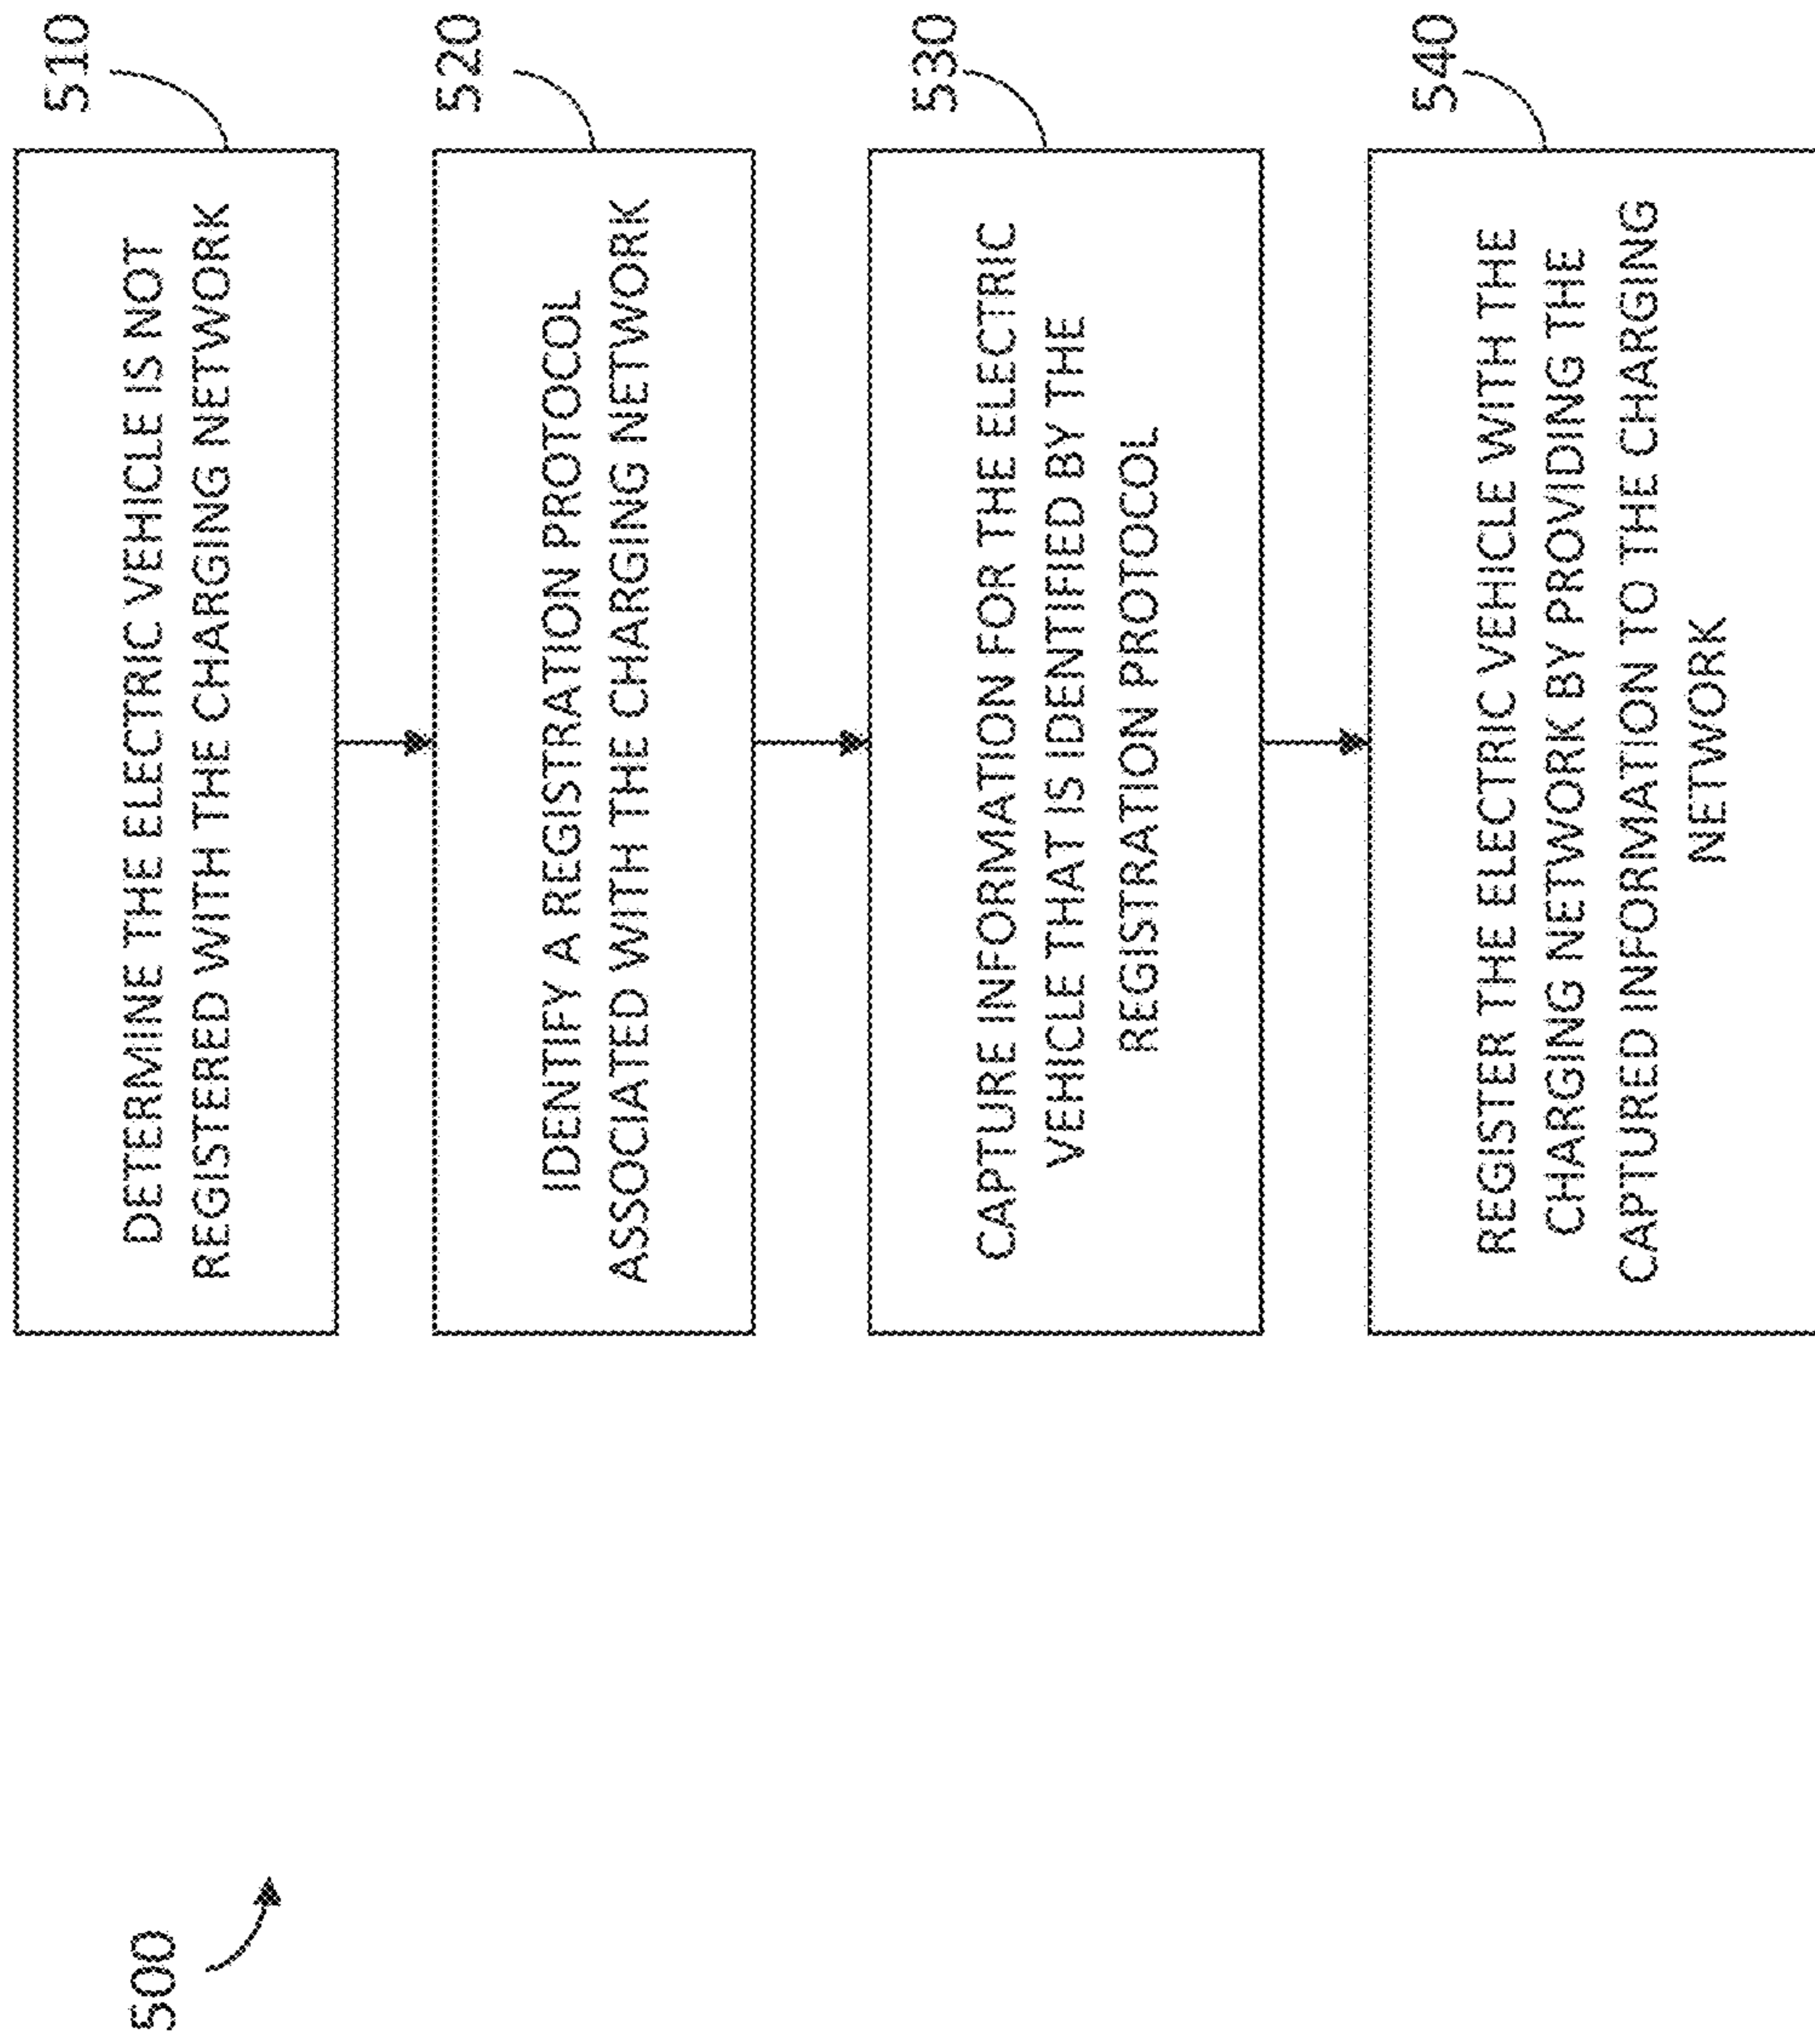 500
510
DETERMINE THE ELECTRIC VEHICLE IS NOT
REGISTERED WITH THE CHARGING NETWORK
520
IDENTIFY A REGISTRATION PROTOCOL
ASSOCIATED WITH THE CHARGING NETWORK
530
CAPTURE INFORMATION FOR THE ELECTRIC
VEHICLE THAT IS IDENTIFIED BY THE
REGISTRATION PROTOCOL
540
REGISTER THE ELECTRIC VEHICLE WITH THE
CHARGING NETWORK BY PROVIDING THE
CAPTURED INFORMATION TO THE CHARGING
NETWORK